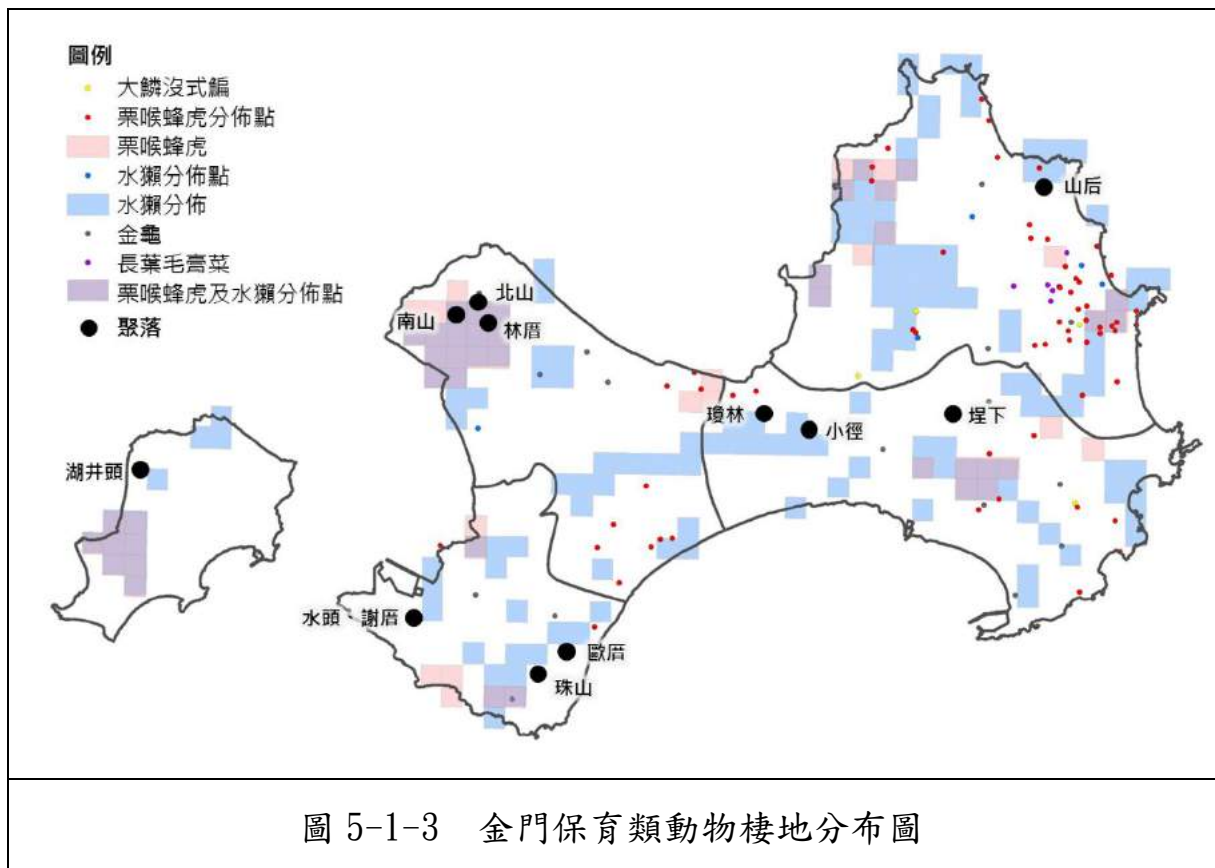 圖例
大鱗沒式鯿
栗喉蜂虎分佈點
栗喉蜂虎
水獺分佈點
水獺分佈
金龜
長葉毛膏菜
栗喉蜂虎及水獺分佈點
聚落
山后
北山
南山
林厝
瓊林
小徑
埕下
湖井頭
水頭、謝厝
歐厝
珠山
圖 5-1-3 金門保育類動物棲地分布圖